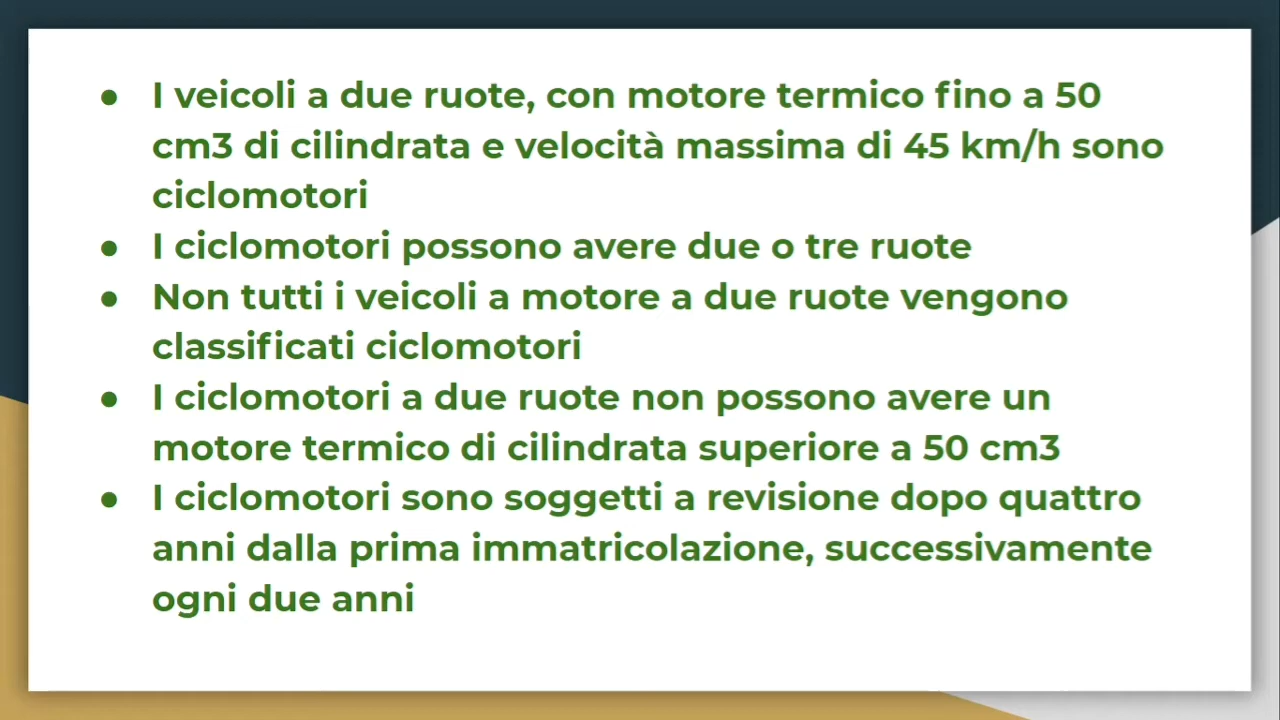 ● I veicoli a due ruote, con motore termico fino a 50
cm3 di cilindrata e velocità massima di 45 km/h sono
ciclomotori
● I ciclomotori possono avere due o tre ruote
● Non tutti i veicoli a motore a due ruote vengono
classificati ciclomotori
● I ciclomotori a due ruote non possono avere un
motore termico di cilindrata superiore a 50 cm3
● I ciclomotori sono soggetti a revisione dopo quattro
anni dalla prima immatricolazione, successivamente
ogni due anni